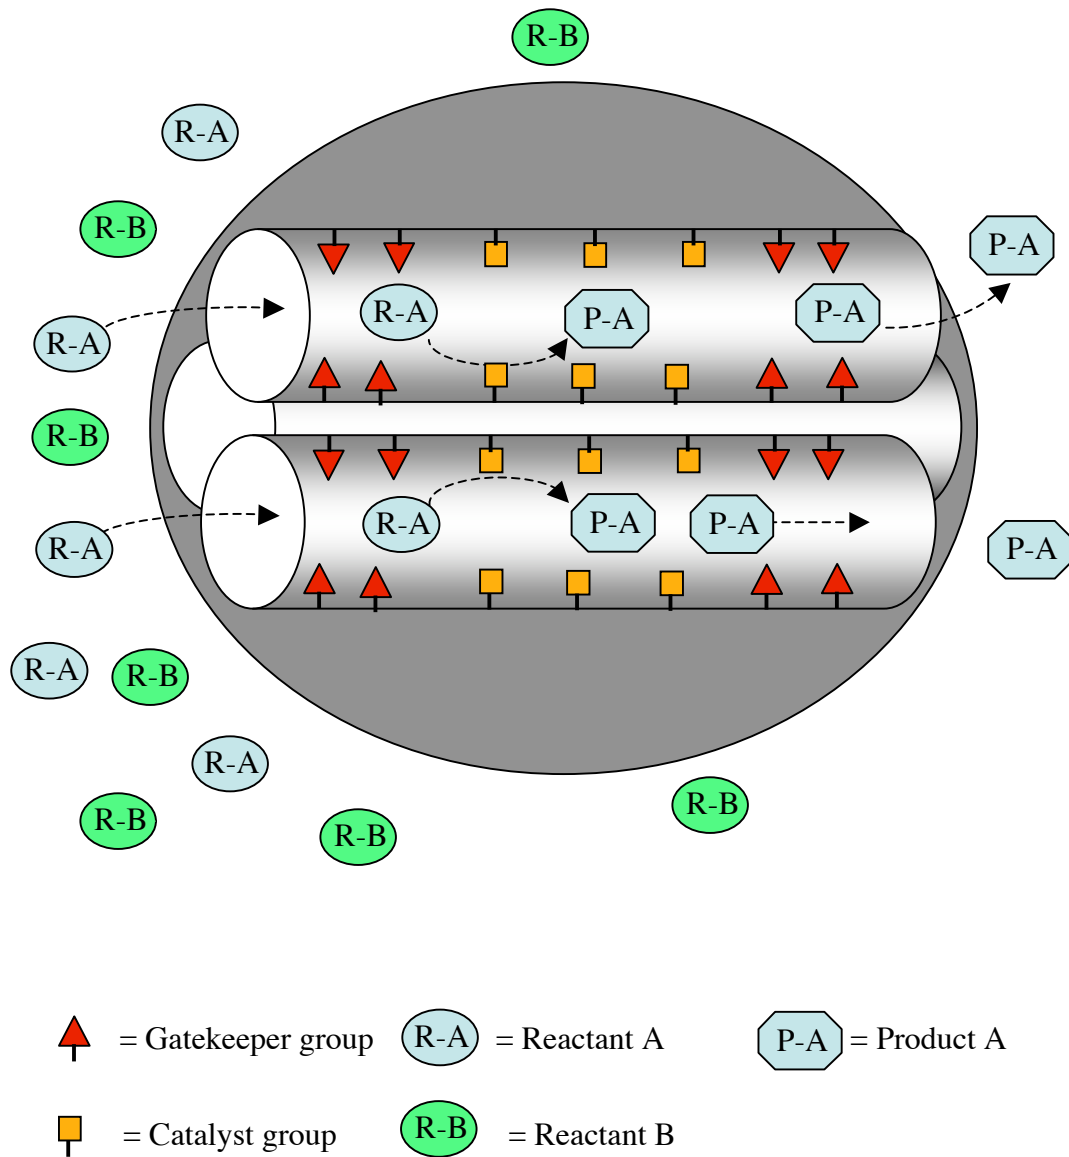 R-B
R-A
R-B
P-A
R-A
R-A
P-A
P-A
R-B
R-A
R-A
P-A
P-A
P-A
R-A
R-B
R-A
R-B
R-B
R-B
= Gatekeeper group
R-A = Reactant A
P-A = Product A
= Catalyst group
R-B = Reactant B